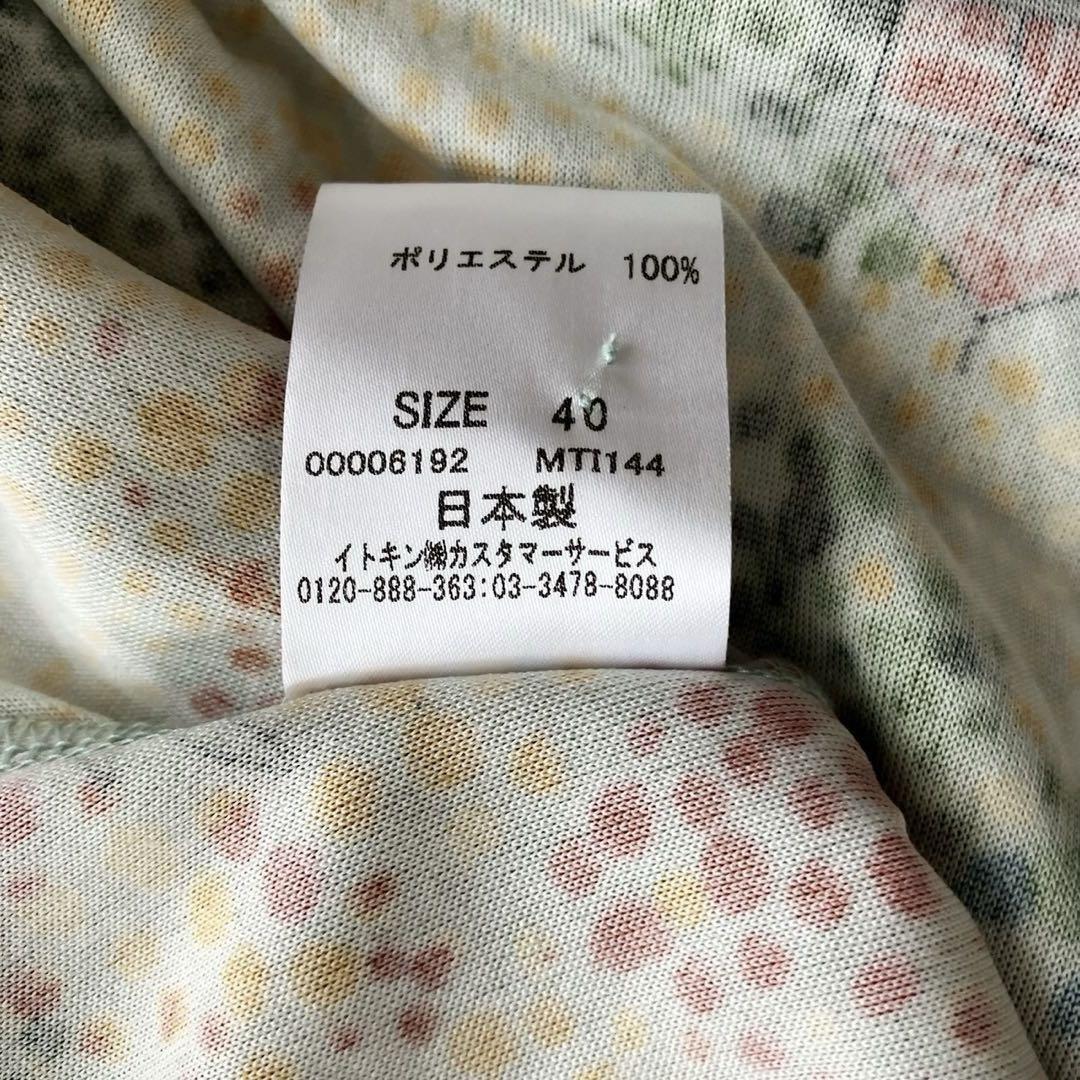 ポリエステル 100%
SIZE 40
00006192 MTI144
日本製
イトキン㈱カスタマーサービス
0120-888-363:03-3478-8088